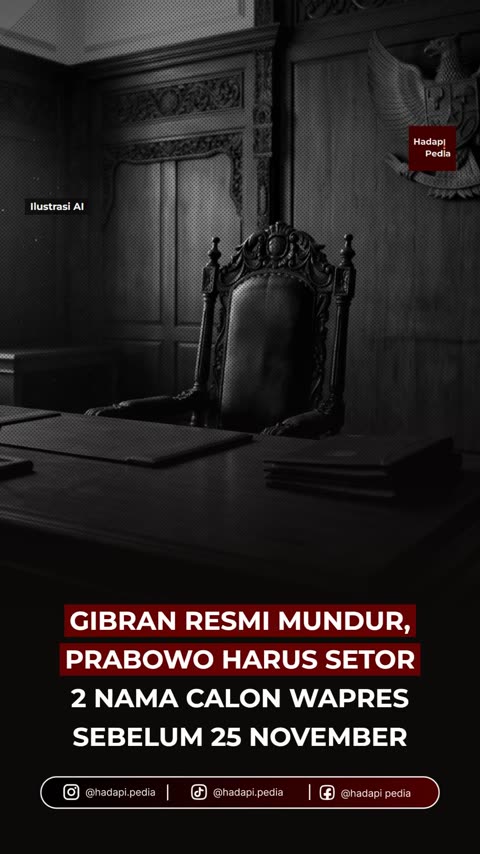 Hadapi
Pedia
Ilustrasi AI
GIBRAN RESMI MUNDUR,
PRABOWO HARUS SETOR
2 NAMA CALON WAPRES
SEBELUM 25 NOVEMBER
@hadapi.pedia
@hadapi.pedia
@hadapi pedia